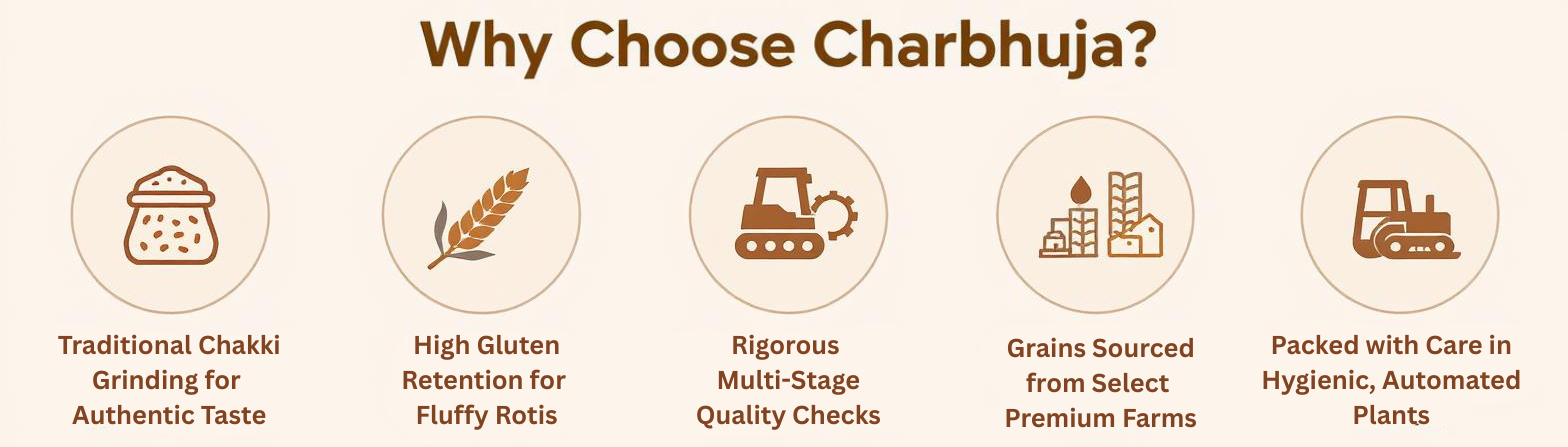 Why Choose Charbhuja?
Traditional Chakki
Grinding for
Authentic Taste
High Gluten
Retention for
Fluffy Rotis
Rigorous
Multi-Stage
Quality Checks
Grains Sourced
from Select
Premium Farms
Packed with Care in
Hygienic, Automated
Plants